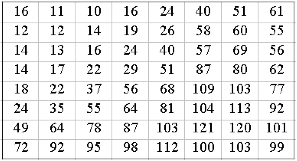 16 11 10 16 24 40 51 61
12 12 14 19 26 58 60 55
14 13 16 24 40 57 69 56
14 17 22 29 51 87 80 62
18 22 37 56 68 109 103 77
24 35 55 64 81 104 113 92
49 64 78 87 103 121 120 101
72 92 95 98 112 100 103 99